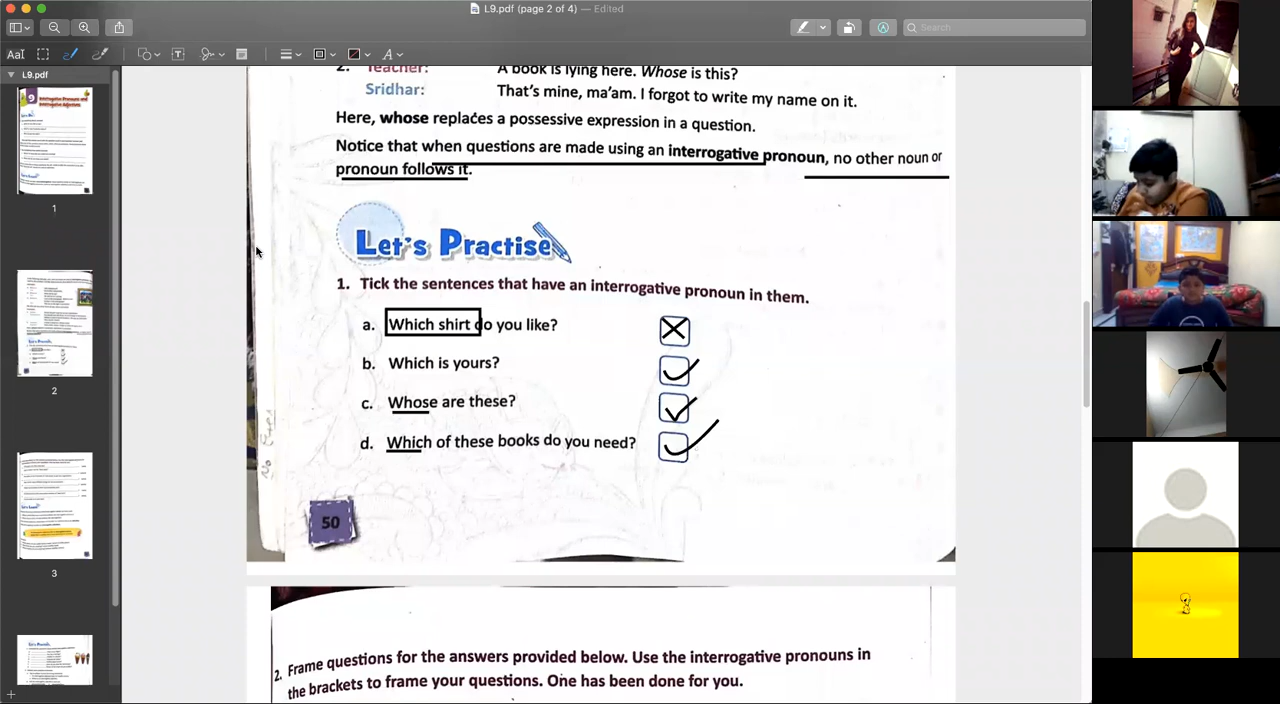 L9.pdf (page 2 of 4) — Edited
Search
L9.pdf
2. Teacher: A book is lying here. Whose is this?
Sridhar: That's mine, ma'am. I forgot to write my name on it.
Here, whose replaces a possessive expression in a question.
Notice that when questions are made using an interrogative pronoun, no other noun or
pronoun follows it.
Let's Practise
1. Tick the sentences that have an interrogative pronoun in them.
a. Which shirt do you like?
b. Which is yours?
c. Whose are these?
d. Which of these books do you need?
50
2. Frame questions for the answers provided below. Use the interrogative pronouns in
the brackets to frame your questions. One has been done for you.
1
2
3